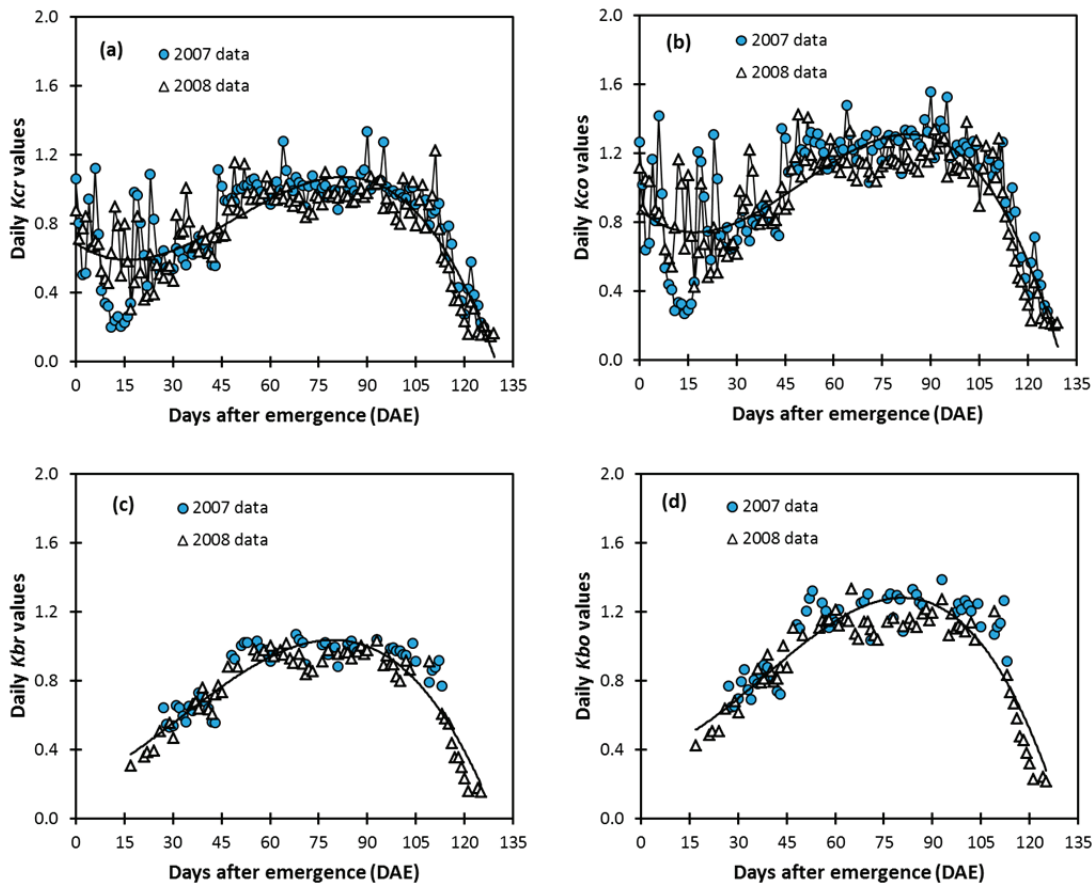 (a)
2007 data
2008 data
Daily Kcr values
2.0
1.6
1.2
0.8
0.4
0.0
0 15 30 45 60 75 90 105 120 135
Days after emergence (DAE)
(b)
2007 data
2008 data
Daily Kco values
2.0
1.6
1.2
0.8
0.4
0.0
0 15 30 45 60 75 90 105 120 135
Days after emergence (DAE)
(c)
2007 data
2008 data
Daily Kbr values
2.0
1.6
1.2
0.8
0.4
0.0
0 15 30 45 60 75 90 105 120 135
Days after emergence (DAE)
(d)
2007 data
2008 data
Daily Kbo values
2.0
1.6
1.2
0.8
0.4
0.0
0 15 30 45 60 75 90 105 120 135
Days after emergence (DAE)